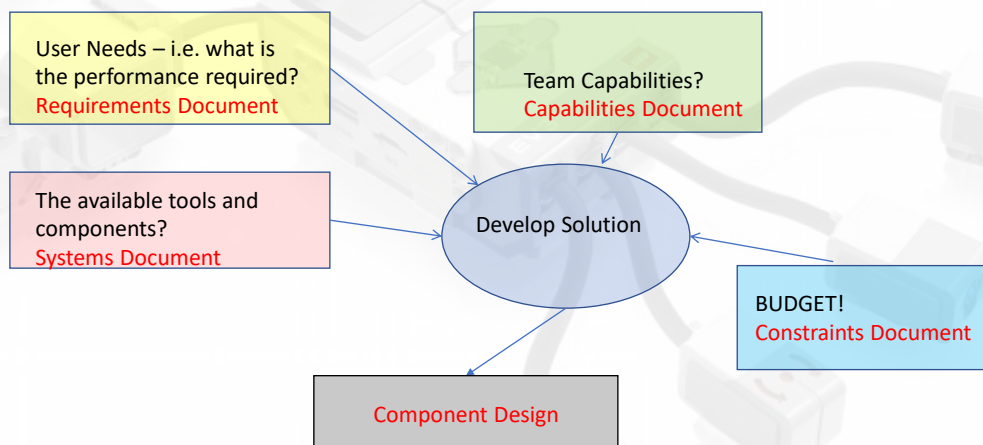 User Needs – i.e. what is
the performance required?
Requirements Document
Team Capabilities?
Capabilities Document
The available tools and
components?
Systems Document
Develop Solution
BUDGET!
Constraints Document
Component Design